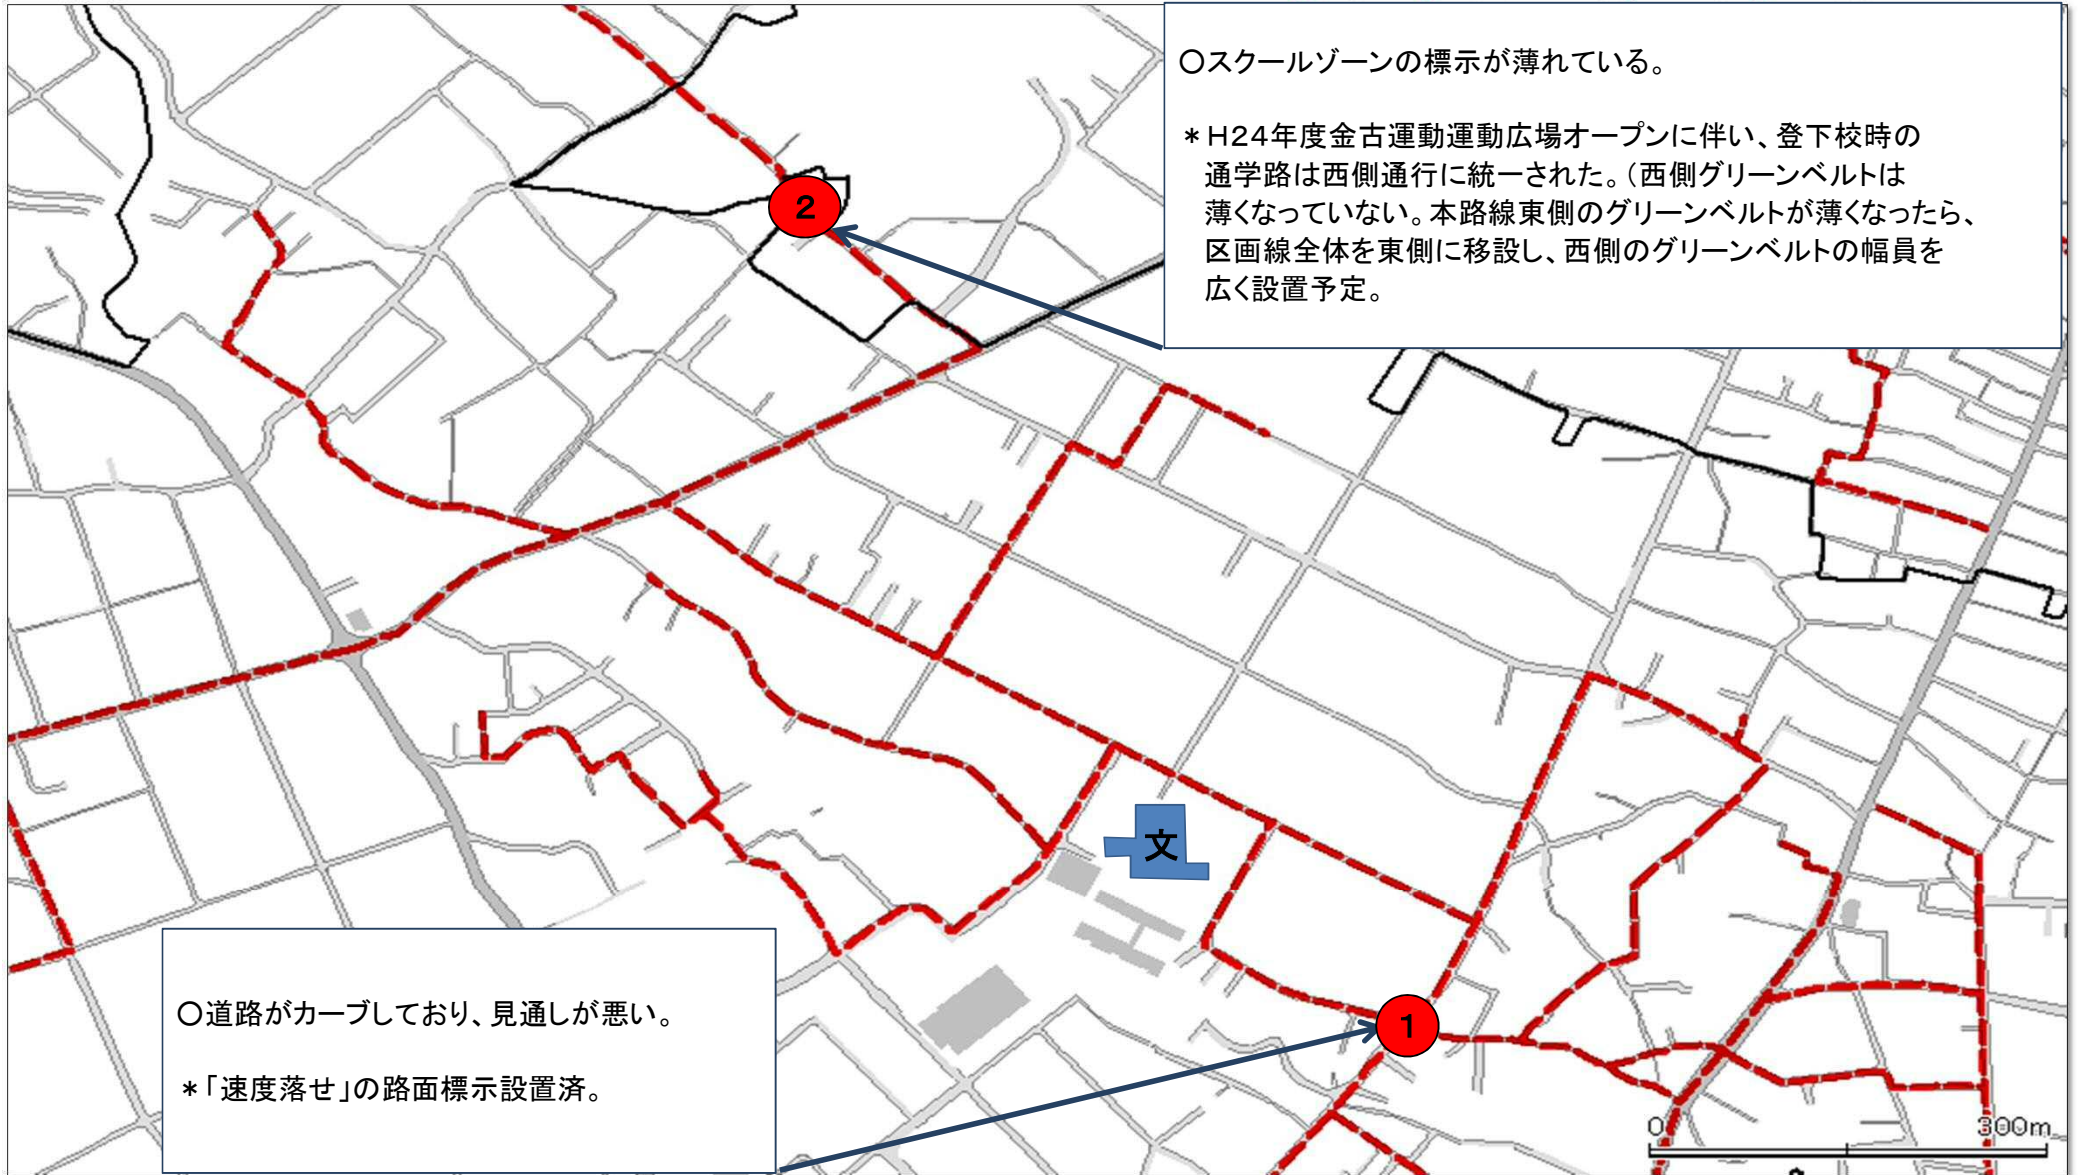 ○スクールゾーンの標示が薄れている。
*H24年度金古運動運動広場オープンに伴い、登下校時の
通学路は西側通行に統一された。(西側グリーンベルトは
薄くなっていない。本路線東側のグリーンベルトが薄くなったら、
区画線全体を東側に移設し、西側のグリーンベルトの幅員を
広く設置予定。
2
文
○道路がカーブしており、見通しが悪い。
*「速度落せ」の路面標示設置済。
1
0 300m